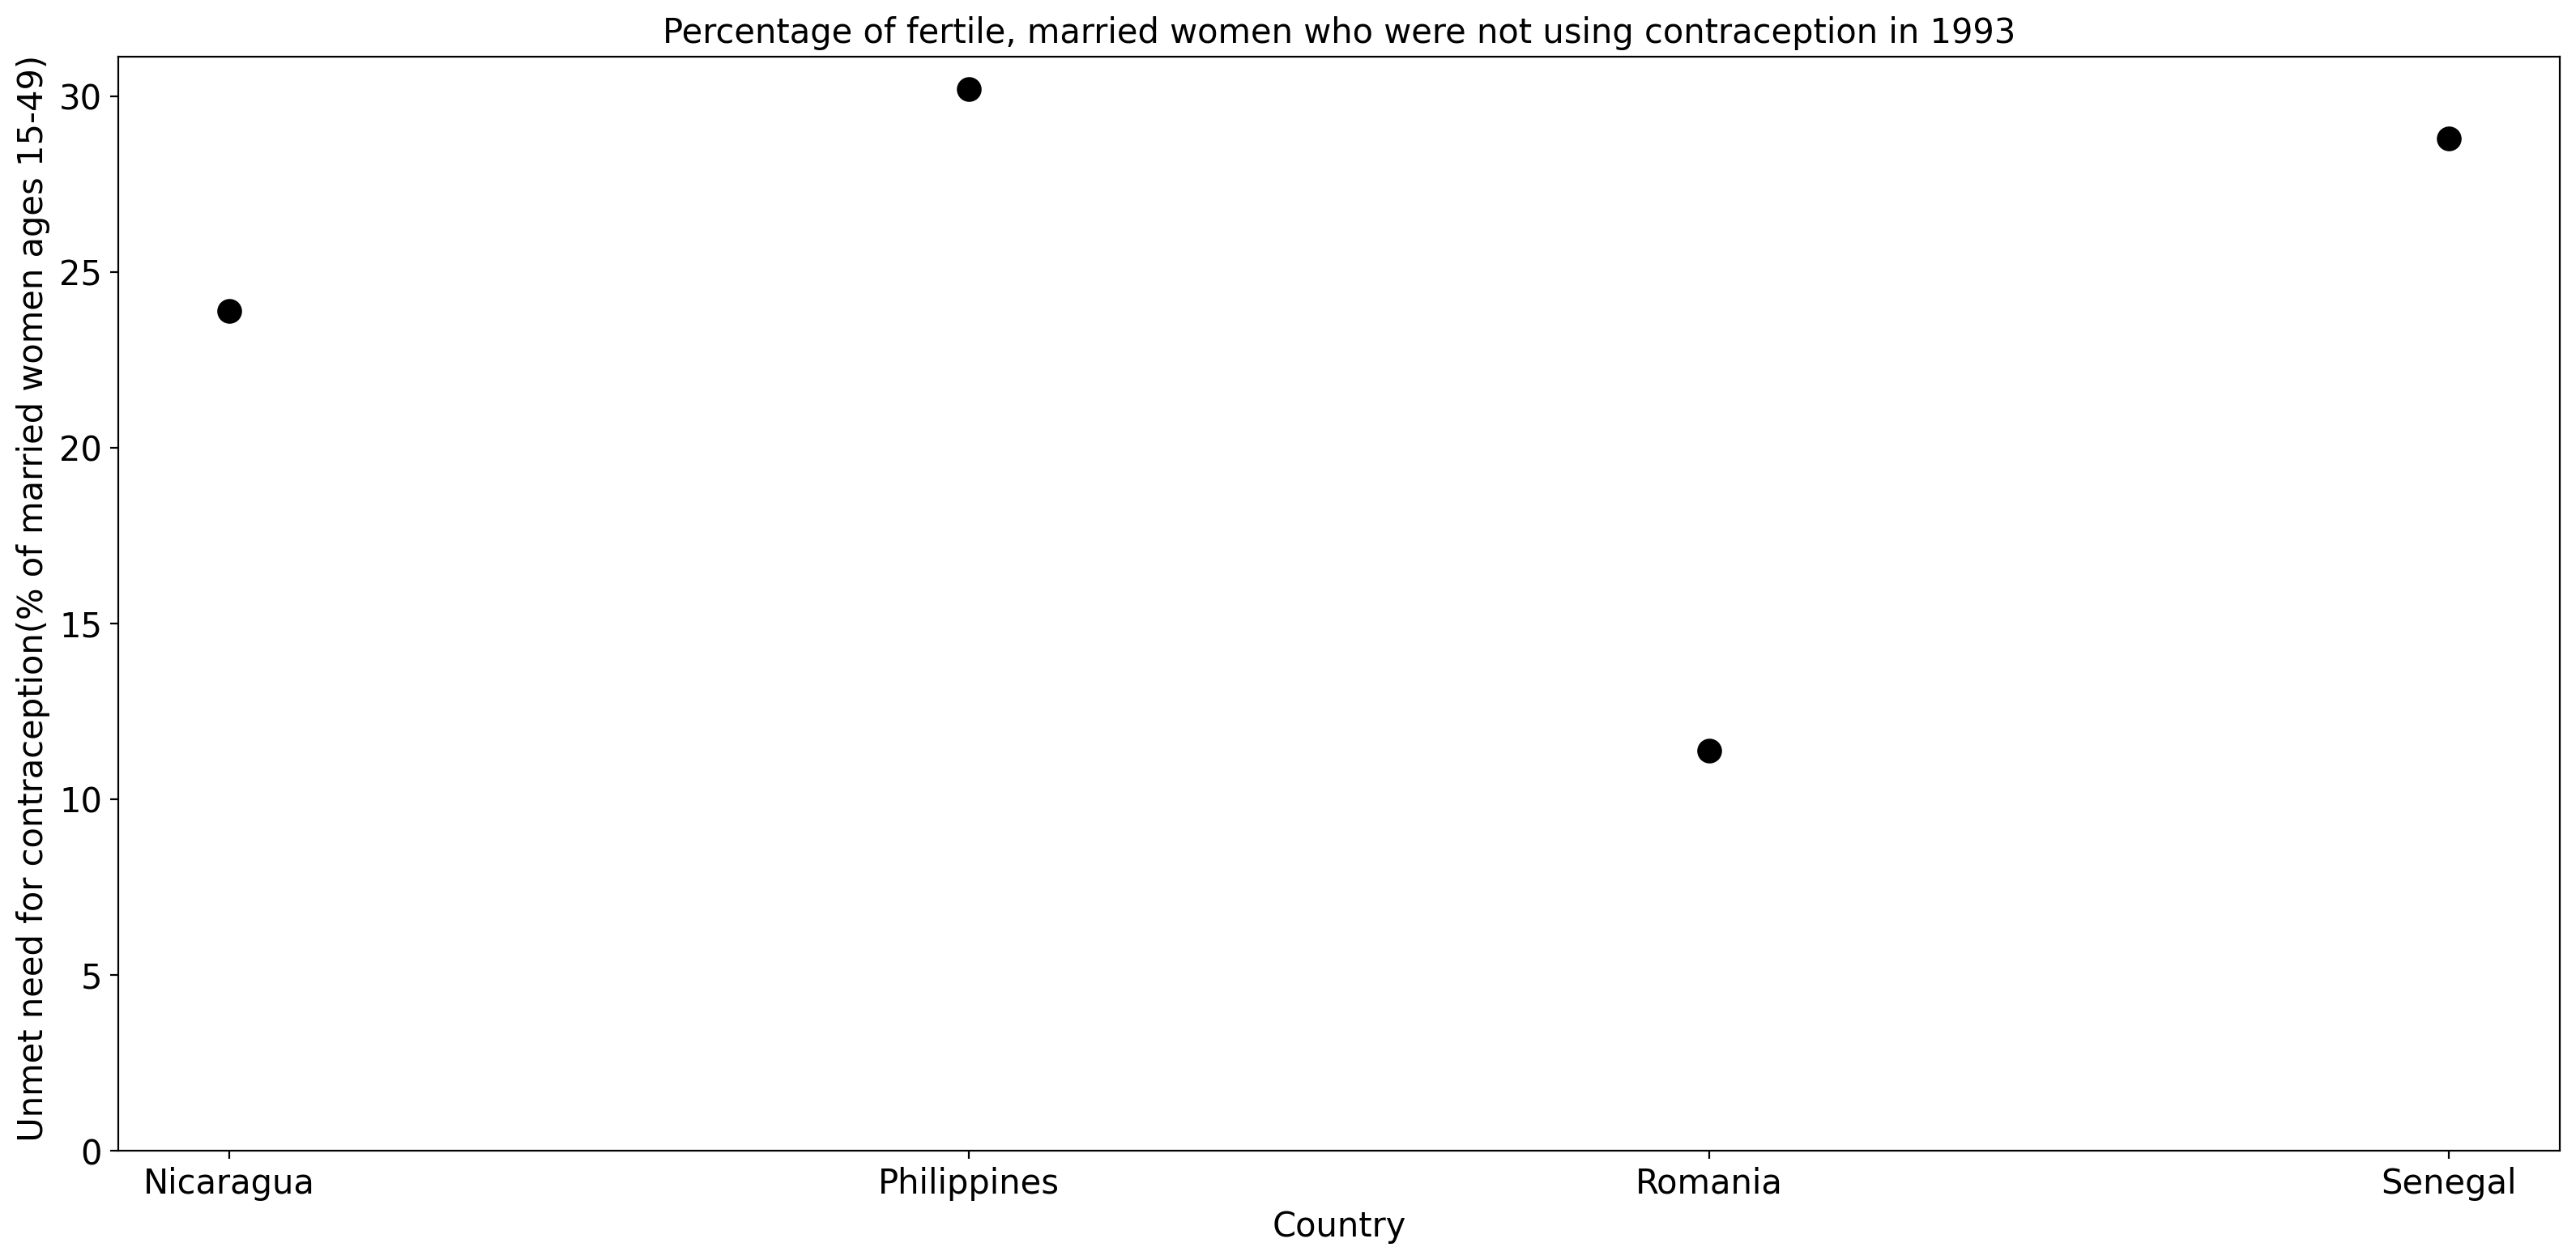 Percentage of fertile, married women who were not using contraception in 1993
Unmet need for contraception(% of married women ages 15-49)
30
25
20
15
10
5
0
Nicaragua Philippines Romania Senegal
Country